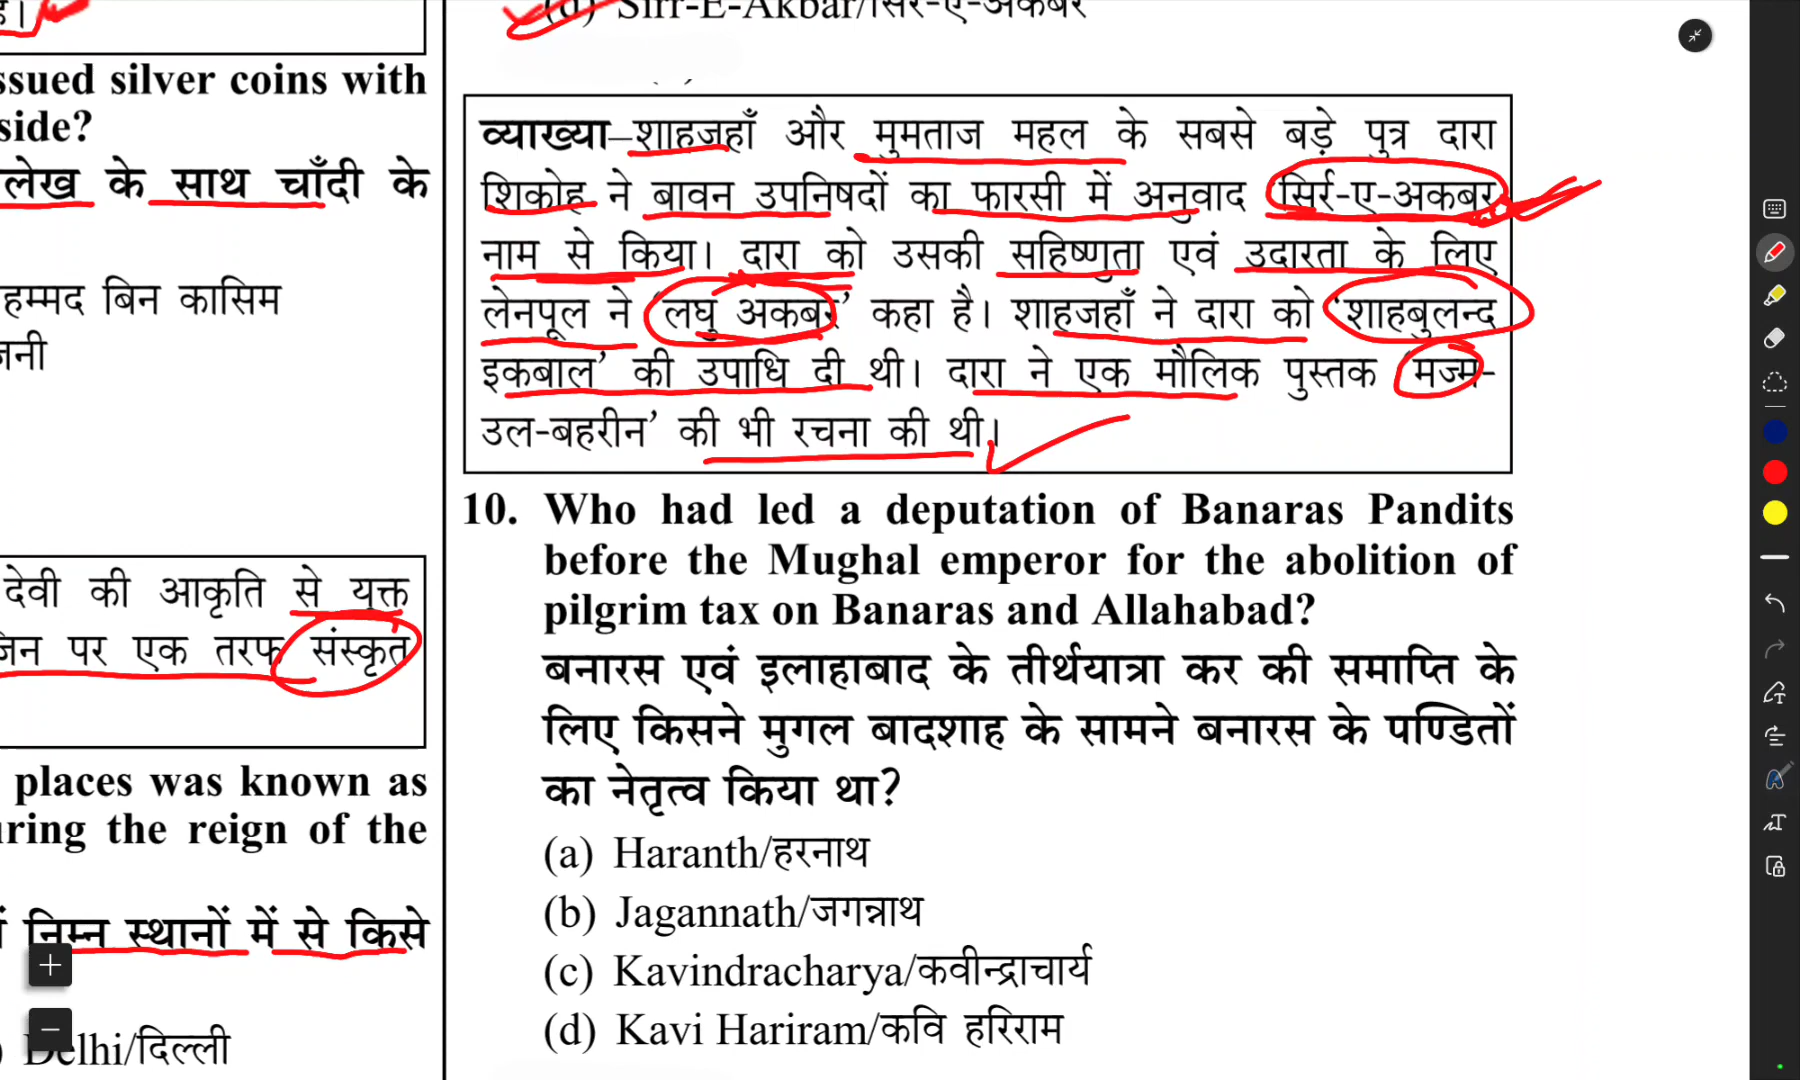 है।
issued silver coins with
side?
लेख के साथ चाँदी के
हम्मद बिन कासिम
जनी
देवी की आकृति से युक्त
जिन पर एक तरफ संस्कृत
places was known as
uring the reign of the
में निम्न स्थानों में से किसे
Delhi/दिल्ली
(d) Sirr-E-Akbar/सिर्र-ए-अकबर
व्याख्या–शाहजहाँ और मुमताज महल के सबसे बड़े पुत्र दारा
शिकोह ने बावन उपनिषदों का फारसी में अनुवाद सिर्र-ए-अकबर
नाम से किया। दारा को उसकी सहिष्णुता एवं उदारता के लिए
लेनपूल ने ‘लघु अकबर’ कहा है। शाहजहाँ ने दारा को ‘शाहबुलन्द
इकबाल’ की उपाधि दी थी। दारा ने एक मौलिक पुस्तक ‘मज्म-
उल-बहरीन’ की भी रचना की थी।
10. Who had led a deputation of Banaras Pandits
before the Mughal emperor for the abolition of
pilgrim tax on Banaras and Allahabad?
बनारस एवं इलाहाबाद के तीर्थयात्रा कर की समाप्ति के
लिए किसने मुगल बादशाह के सामने बनारस के पण्डितों
का नेतृत्व किया था?
(a) Haranth/हरनाथ
(b) Jagannath/जगन्नाथ
(c) Kavindracharya/कवीन्द्राचार्य
(d) Kavi Hariram/कवि हरिराम